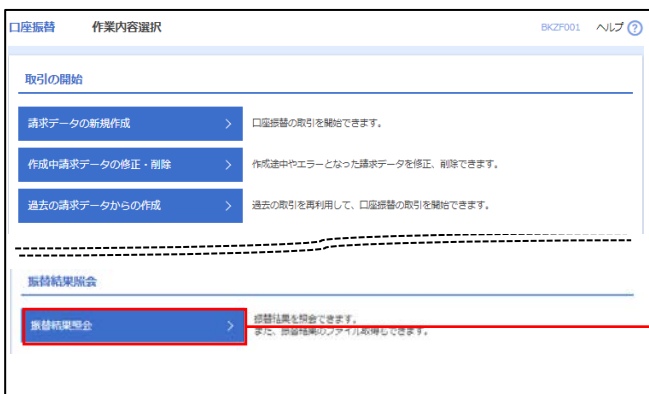 口座振替 作業内容選択 BKZF001 ヘルプ ?
取引の開始
請求データの新規作成 口座振替の取引を開始できます。
作成中請求データの修正・削除 作成途中やエラーとなった請求データを修正、削除できます。
過去の請求データからの作成 過去の取引を再利用して、口座振替の取引を開始できます。
振替結果照会
振替結果照会 振替結果を照会できます。
また、振替結果のファイル取得もできます。